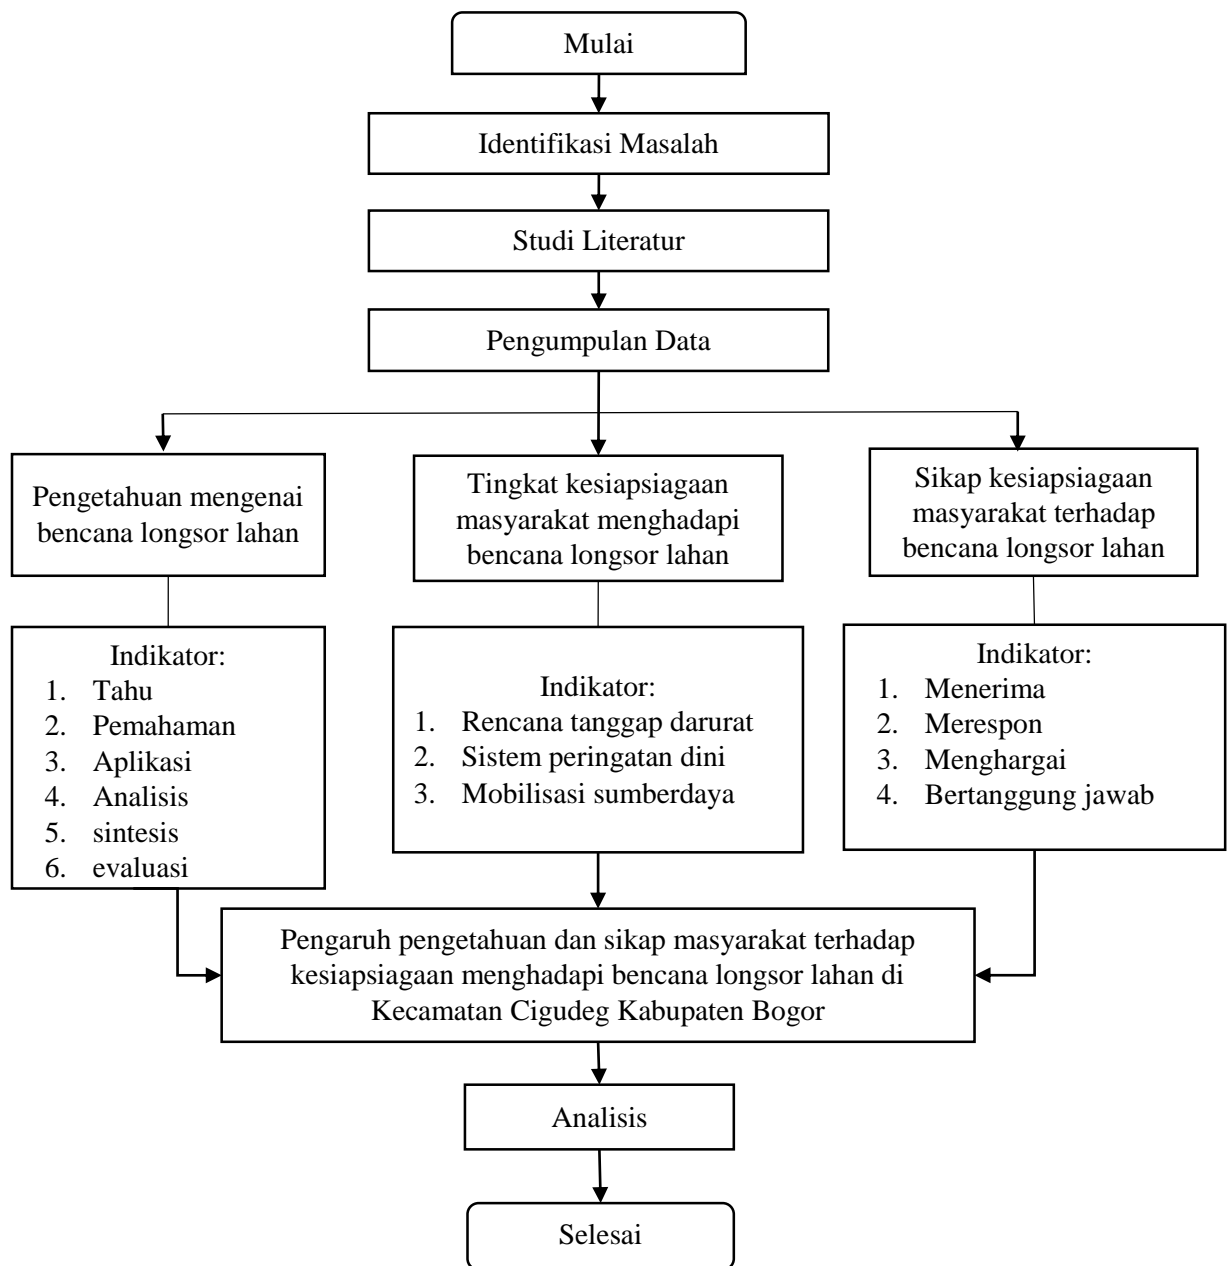 Mulai
Identifikasi Masalah
Studi Literatur
Pengumpulan Data
Pengetahuan mengenai
bencana longsor lahan
Tingkat kesiapsiagaan
masyarakat menghadapi
bencana longsor lahan
Sikap kesiapsiagaan
masyarakat terhadap
bencana longsor lahan
Indikator:
1. Tahu
2. Pemahaman
3. Aplikasi
4. Analisis
5. sintesis
6. evaluasi
Indikator:
1. Rencana tanggap darurat
2. Sistem peringatan dini
3. Mobilisasi sumberdaya
Indikator:
1. Menerima
2. Merespon
3. Menghargai
4. Bertanggung jawab
Pengaruh pengetahuan dan sikap masyarakat terhadap
kesiapsiagaan menghadapi bencana longsor lahan di
Kecamatan Cigudeg Kabupaten Bogor
Analisis
Selesai